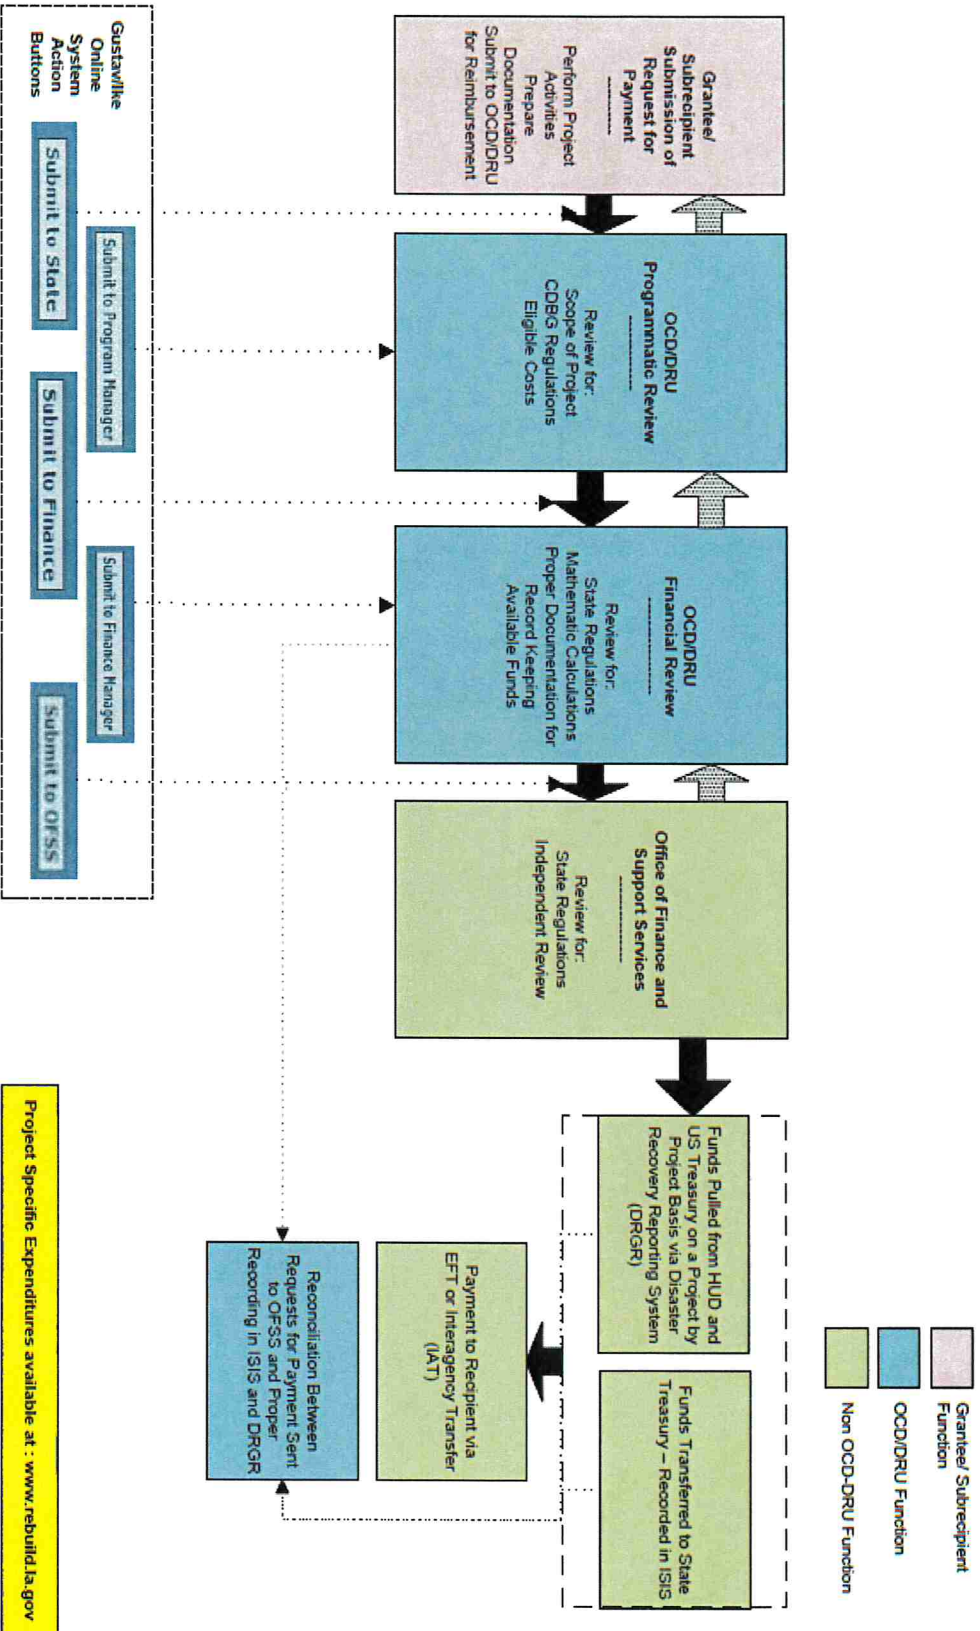 Grantee/ Subrecipient
Function
OCD/DRU Function
Non OCD-DRU Function
Grantee/
Subrecipient
Submission of
Request for
Payment
----------
Perform Project
Activities
Prepare
Documentation
Submit to OCD/DRU
for Reimbursement
OCD/DRU
Programmatic Review
--------------
Review for:
Scope of Project
CDBG Regulations
Eligible Costs
OCD/DRU
Financial Review
--------------
Review for:
State Regulations
Mathematic Calculations
Proper Documentation for
Record Keeping
Available Funds
Office of Finance and
Support Services
-------------
Review for:
State Regulations
Independent Review
Funds Pulled from HUD and
US Treasury on a Project by
Project Basis via Disaster
Recovery Reporting System
(DRGR)
Funds Transferred to State
Treasury – Recorded in ISIS
Payment to Recipient via
EFT or Interagency Transfer
(IAT)
Reconciliation Between
Requests for Payment Sent
to OFSS and Proper
Recording in ISIS and DRGR
Gustav/Ike
Online
System
Action
Buttons
Submit to Program Manager
Submit to Finance Manager
Submit to State
Submit to Finance
Submit to OFSS
Project Specific Expenditures available at : www.rebuild.la.gov